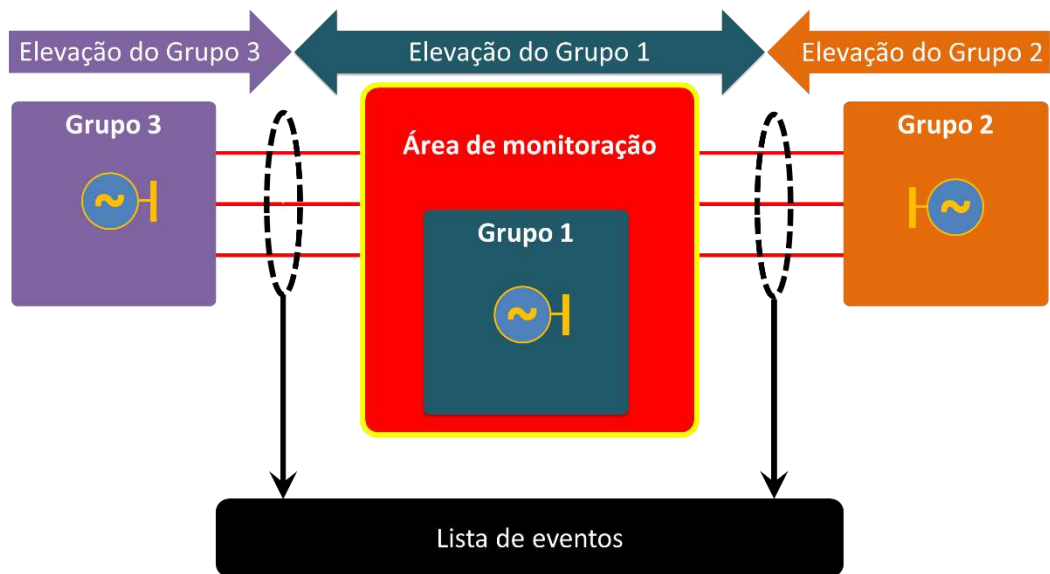 Elevação do Grupo 3
Elevação do Grupo 1
Elevação do Grupo 2
Grupo 3
Área de monitoração
Grupo 2
Grupo 1
Lista de eventos